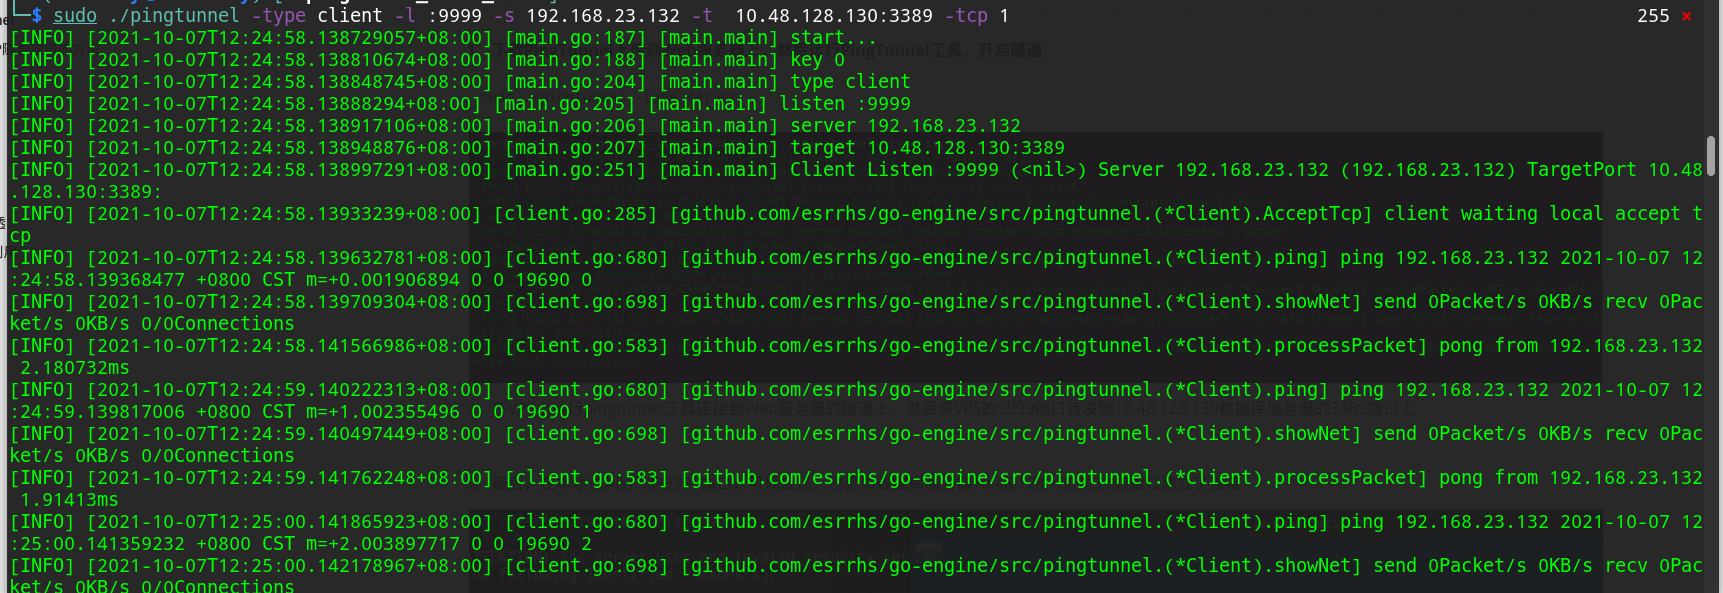 └─$ sudo ./pingtunnel -type client -l :9999 -s 192.168.23.132 -t  10.48.128.130:3389 -tcp 1 255 ×
[INFO] [2021-10-07T12:24:58.138729057+08:00] [main.go:187] [main.main] start...
[INFO] [2021-10-07T12:24:58.138810674+08:00] [main.go:188] [main.main] key 0
[INFO] [2021-10-07T12:24:58.138848745+08:00] [main.go:204] [main.main] type client
[INFO] [2021-10-07T12:24:58.13888294+08:00] [main.go:205] [main.main] listen :9999
[INFO] [2021-10-07T12:24:58.138917106+08:00] [main.go:206] [main.main] server 192.168.23.132
[INFO] [2021-10-07T12:24:58.138948876+08:00] [main.go:207] [main.main] target 10.48.128.130:3389
[INFO] [2021-10-07T12:24:58.138997291+08:00] [main.go:251] [main.main] Client Listen :9999 (<nil>) Server 192.168.23.132 (192.168.23.132) TargetPort 10.48
.128.130:3389:
[INFO] [2021-10-07T12:24:58.13933239+08:00] [client.go:285] [github.com/esrrhs/go-engine/src/pingtunnel.(*Client).AcceptTcp] client waiting local accept t
cp
[INFO] [2021-10-07T12:24:58.139632781+08:00] [client.go:680] [github.com/esrrhs/go-engine/src/pingtunnel.(*Client).ping] ping 192.168.23.132 2021-10-07 12
:24:58.139368477 +0800 CST m=+0.001906894 0 0 19690 0
[INFO] [2021-10-07T12:24:58.139709304+08:00] [client.go:698] [github.com/esrrhs/go-engine/src/pingtunnel.(*Client).showNet] send 0Packet/s 0KB/s recv 0Pac
ket/s 0KB/s 0/0Connections
[INFO] [2021-10-07T12:24:58.141566986+08:00] [client.go:583] [github.com/esrrhs/go-engine/src/pingtunnel.(*Client).processPacket] pong from 192.168.23.132
2.180732ms
[INFO] [2021-10-07T12:24:59.140222313+08:00] [client.go:680] [github.com/esrrhs/go-engine/src/pingtunnel.(*Client).ping] ping 192.168.23.132 2021-10-07 12
:24:59.139817006 +0800 CST m=+1.002355496 0 0 19690 1
[INFO] [2021-10-07T12:24:59.140497449+08:00] [client.go:698] [github.com/esrrhs/go-engine/src/pingtunnel.(*Client).showNet] send 0Packet/s 0KB/s recv 0Pac
ket/s 0KB/s 0/0Connections
[INFO] [2021-10-07T12:24:59.141762248+08:00] [client.go:583] [github.com/esrrhs/go-engine/src/pingtunnel.(*Client).processPacket] pong from 192.168.23.132
1.91413ms
[INFO] [2021-10-07T12:25:00.141865923+08:00] [client.go:680] [github.com/esrrhs/go-engine/src/pingtunnel.(*Client).ping] ping 192.168.23.132 2021-10-07 12
:25:00.141359232 +0800 CST m=+2.003897717 0 0 19690 2
[INFO] [2021-10-07T12:25:00.142178967+08:00] [client.go:698] [github.com/esrrhs/go-engine/src/pingtunnel.(*Client).showNet] send 0Packet/s 0KB/s recv 0Pac
ket/s 0KB/s 0/0Connections